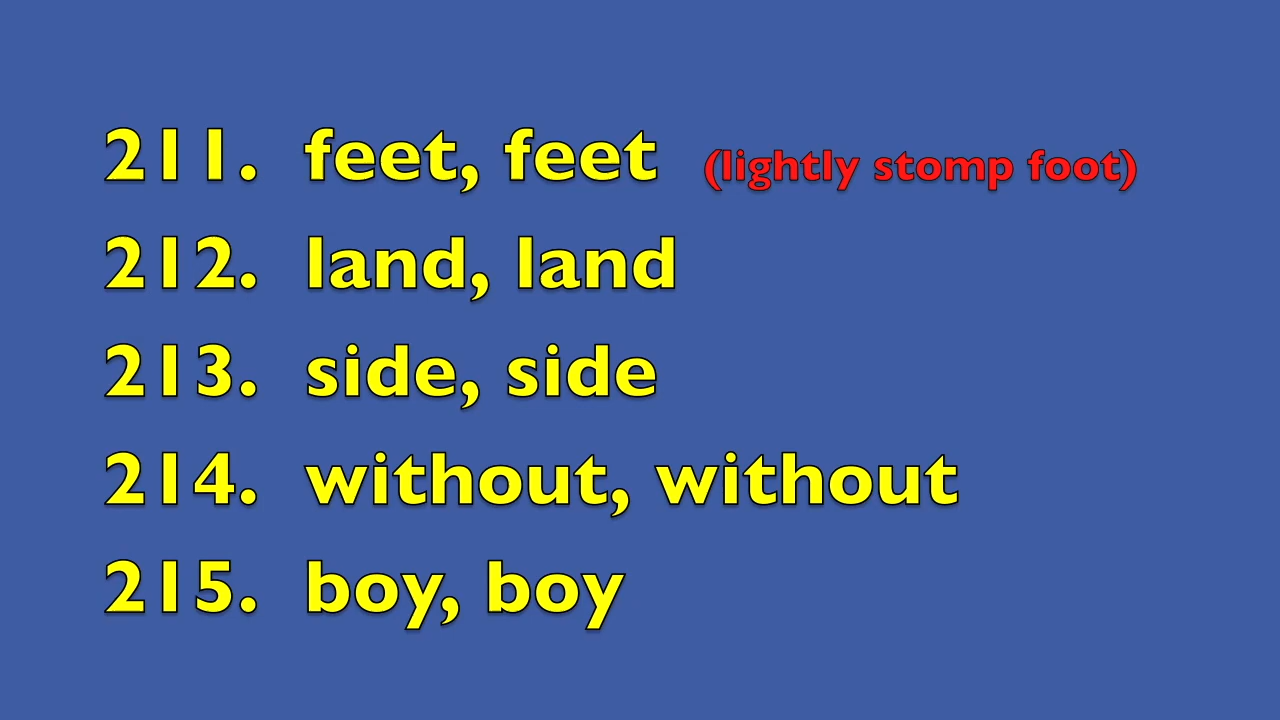 211. feet, feet (lightly stomp foot)
212. land, land
213. side, side
214. without, without
215. boy, boy